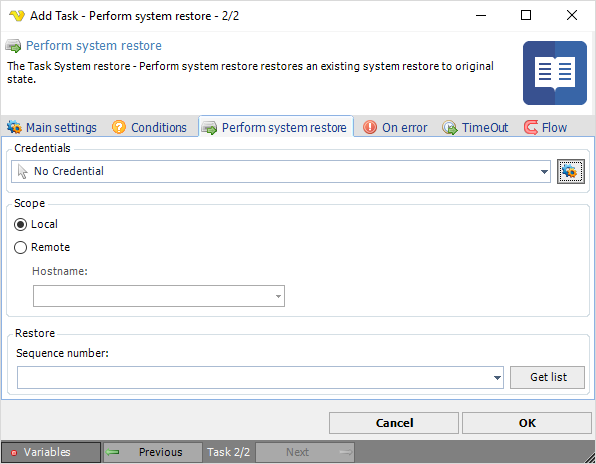 Add Task - Perform system restore - 2/2
Perform system restore
The Task System restore - Perform system restore restores an existing system restore to original
state.
Main settings Conditions Perform system restore On error TimeOut Flow
Credentials
No Credential
Scope
Local
Remote
Hostname:
Restore
Sequence number:
Get list
Cancel OK
Variables Previous Task 2/2 Next